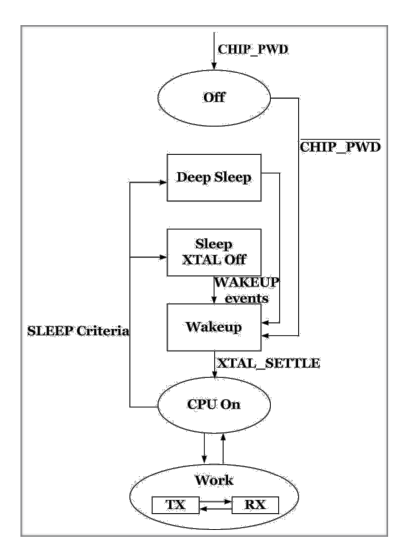 CHIP_PWD
Off
CHIP_PWD
Deep Sleep
Sleep
XTAL Off
WAKEUP
events
Wakeup
SLEEP Criteria
XTAL_SETTLE
CPU On
Work
TX
RX